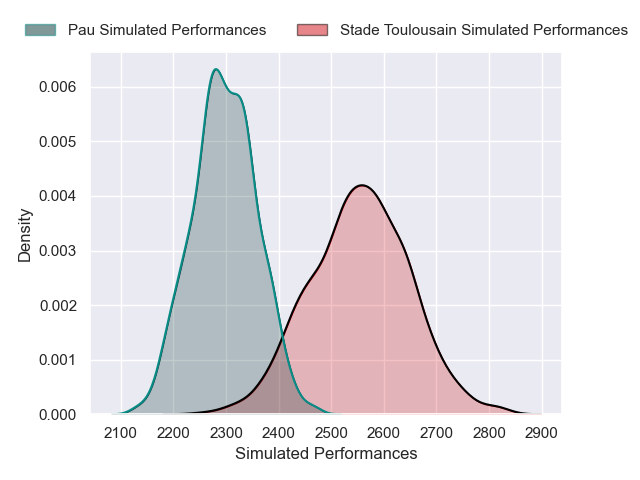 Pau Simulated Performances
Stade Toulousain Simulated Performances
0.006
0.005
0.004
0.003
0.002
0.001
0.000
Density
2100 2200 2300 2400 2500 2600 2700 2800 2900
Simulated Performances